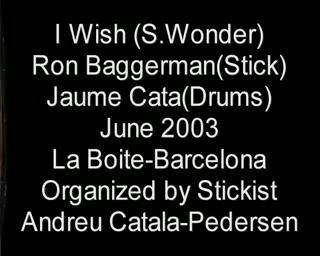 I Wish (S.Wonder)
Ron Baggerman(Stick)
Jaume Cata(Drums)
June 2003
La Boite-Barcelona
Organized by Stickist
Andreu Catala-Pedersen